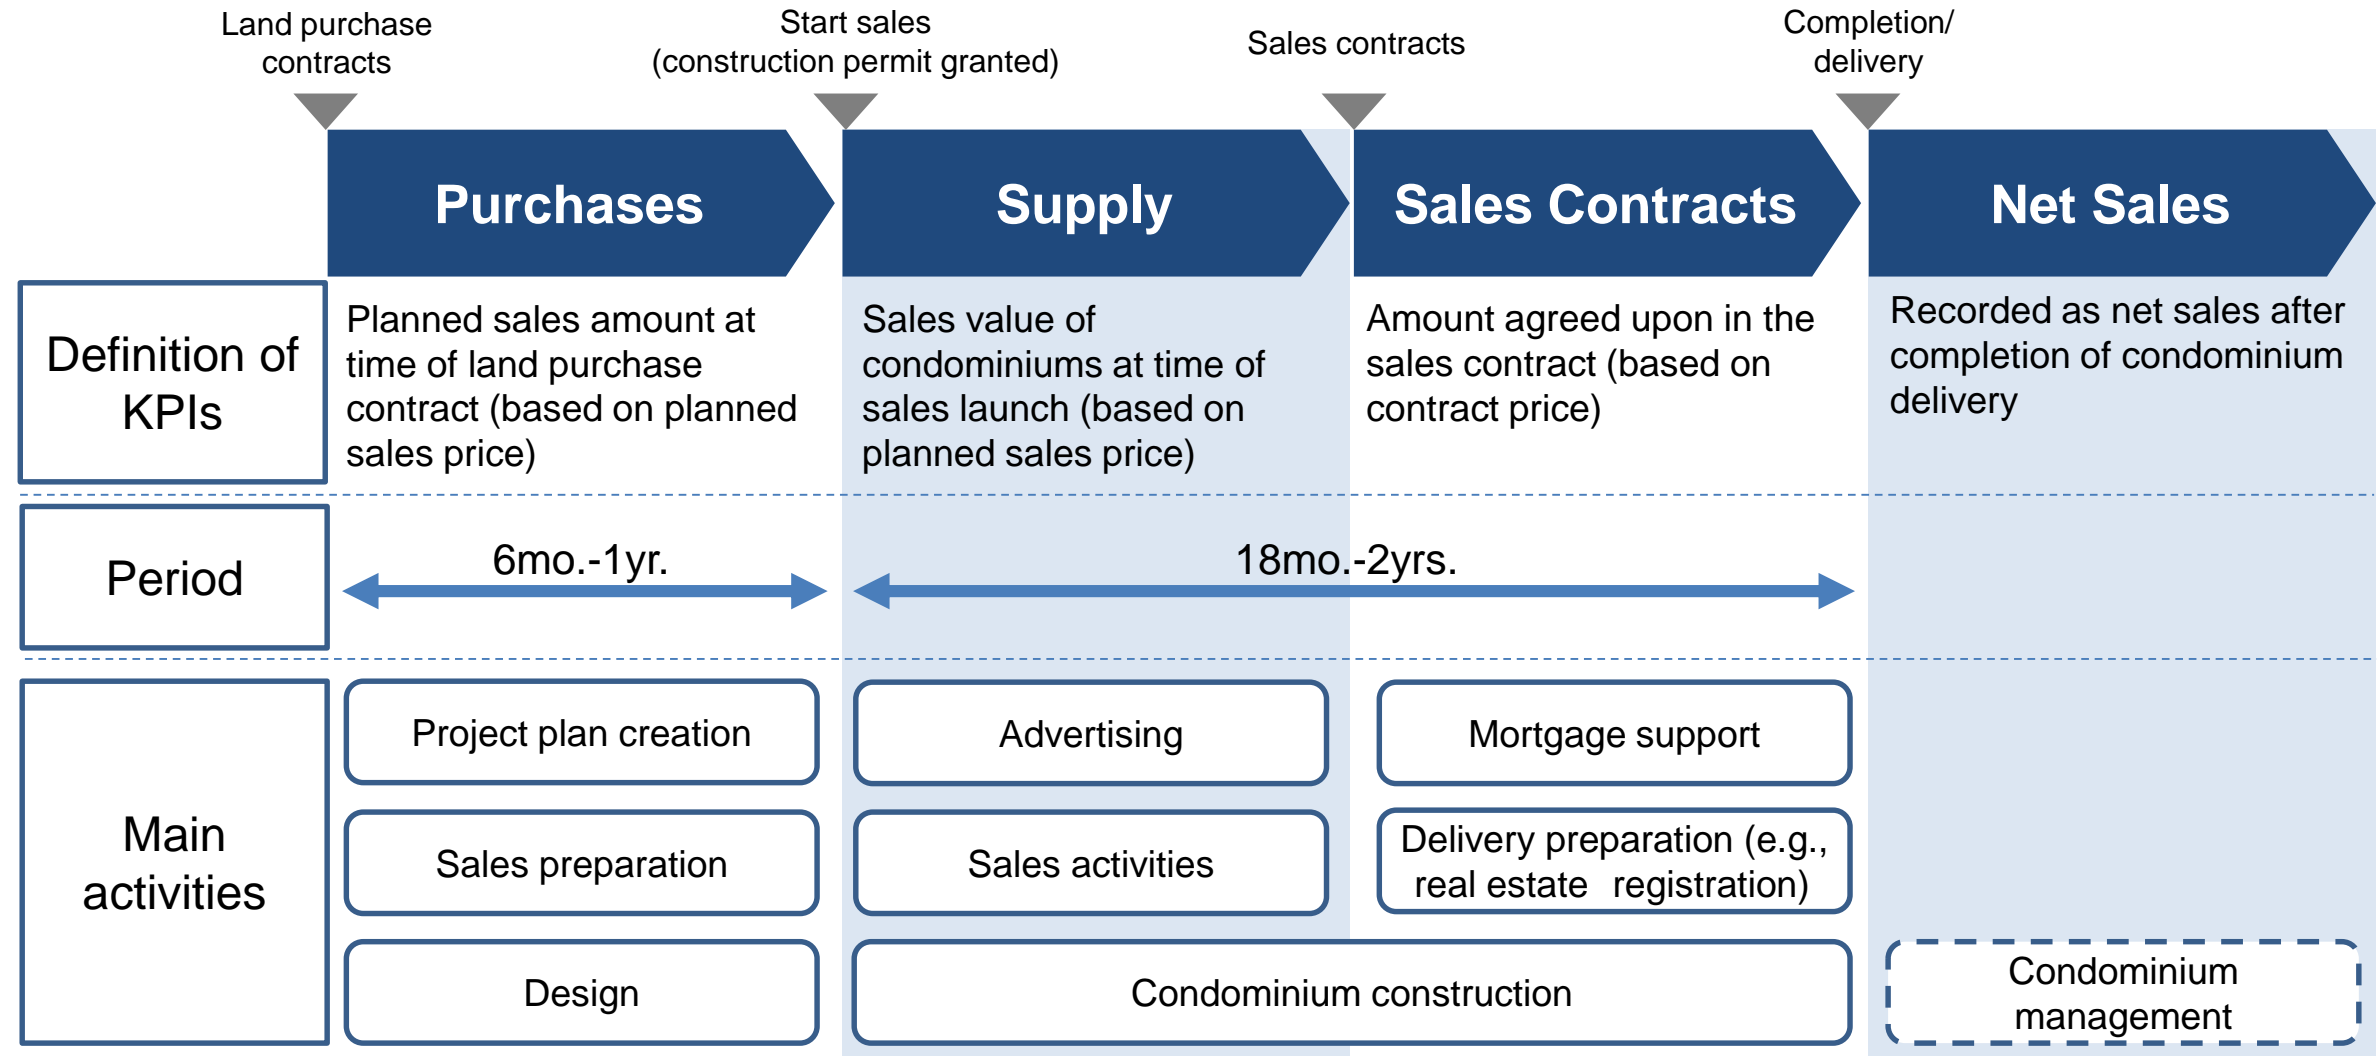 Land purchase
contracts
Start sales
(construction permit granted)
Sales contracts
Completion/
delivery
Purchases
Supply
Sales Contracts
Net Sales
Definition of
KPIs
Planned sales amount at
time of land purchase
contract (based on planned
sales price)
Sales value of
condominiums at time of
sales launch (based on
planned sales price)
Amount agreed upon in the
sales contract (based on
contract price)
Recorded as net sales after
completion of condominium
delivery
Period
6mo.-1yr.
18mo.-2yrs.
Main
activities
Project plan creation
Advertising
Mortgage support
Sales preparation
Sales activities
Delivery preparation (e.g.,
real estate registration)
Design
Condominium construction
Condominium
management